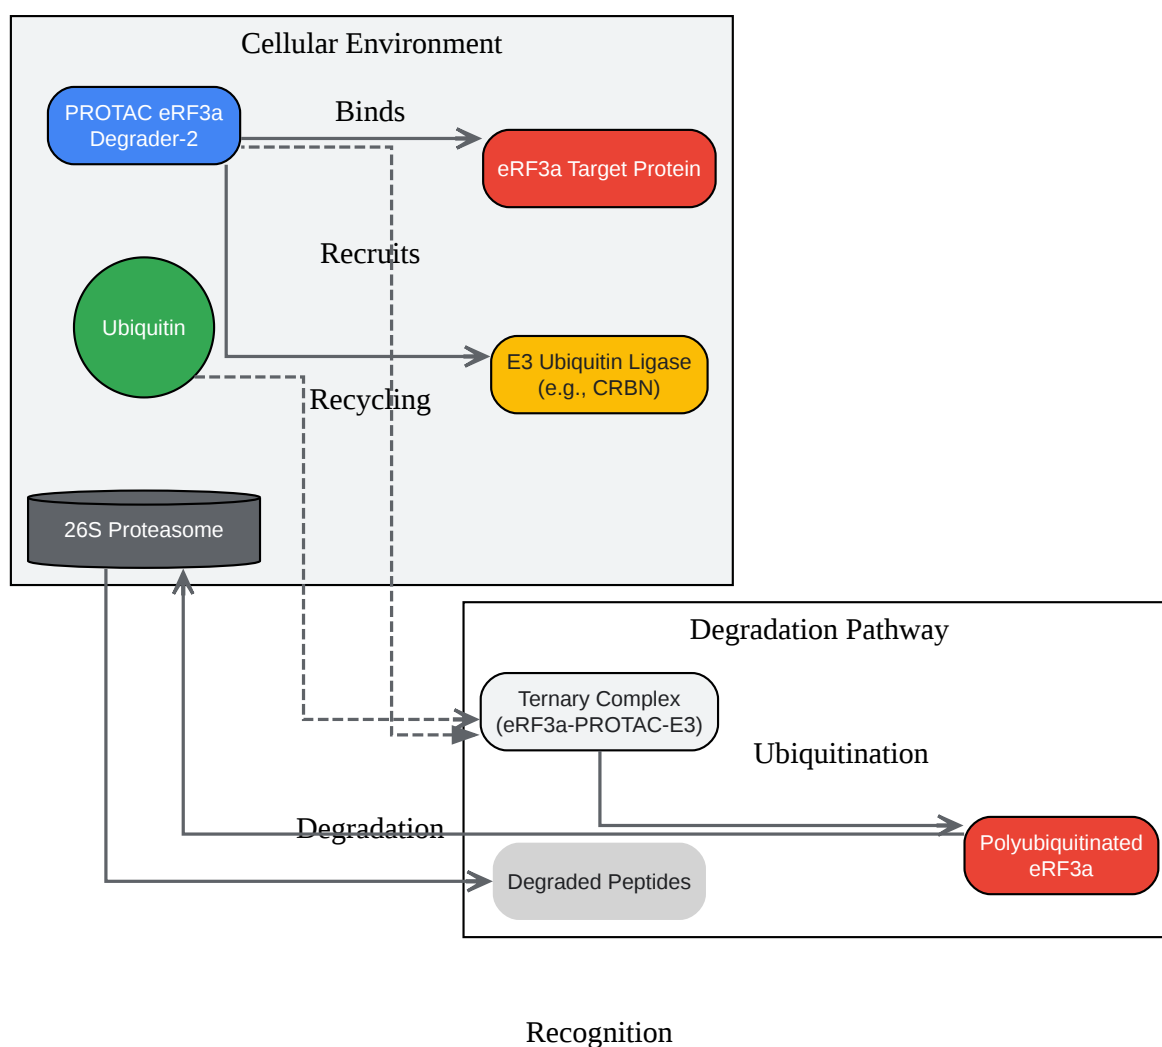 Cellular Environment
PROTAC eRF3a
Degrader-2
Binds
eRF3a Target Protein
Recruits
Ubiquitin
E3 Ubiquitin Ligase
(e.g., CRBN)
Recycling
26S Proteasome
Degradation Pathway
Ternary Complex
(eRF3a-PROTAC-E3)
Ubiquitination
Degradation
Polyubiquitinated
eRF3a
Degraded Peptides
Recognition